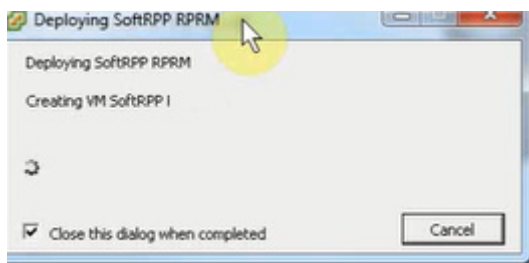 Deploying SoftRPP RPRM
Deploying SoftRPP RPRM
Creating VM SoftRPP I
Close this dialog when completed
Cancel